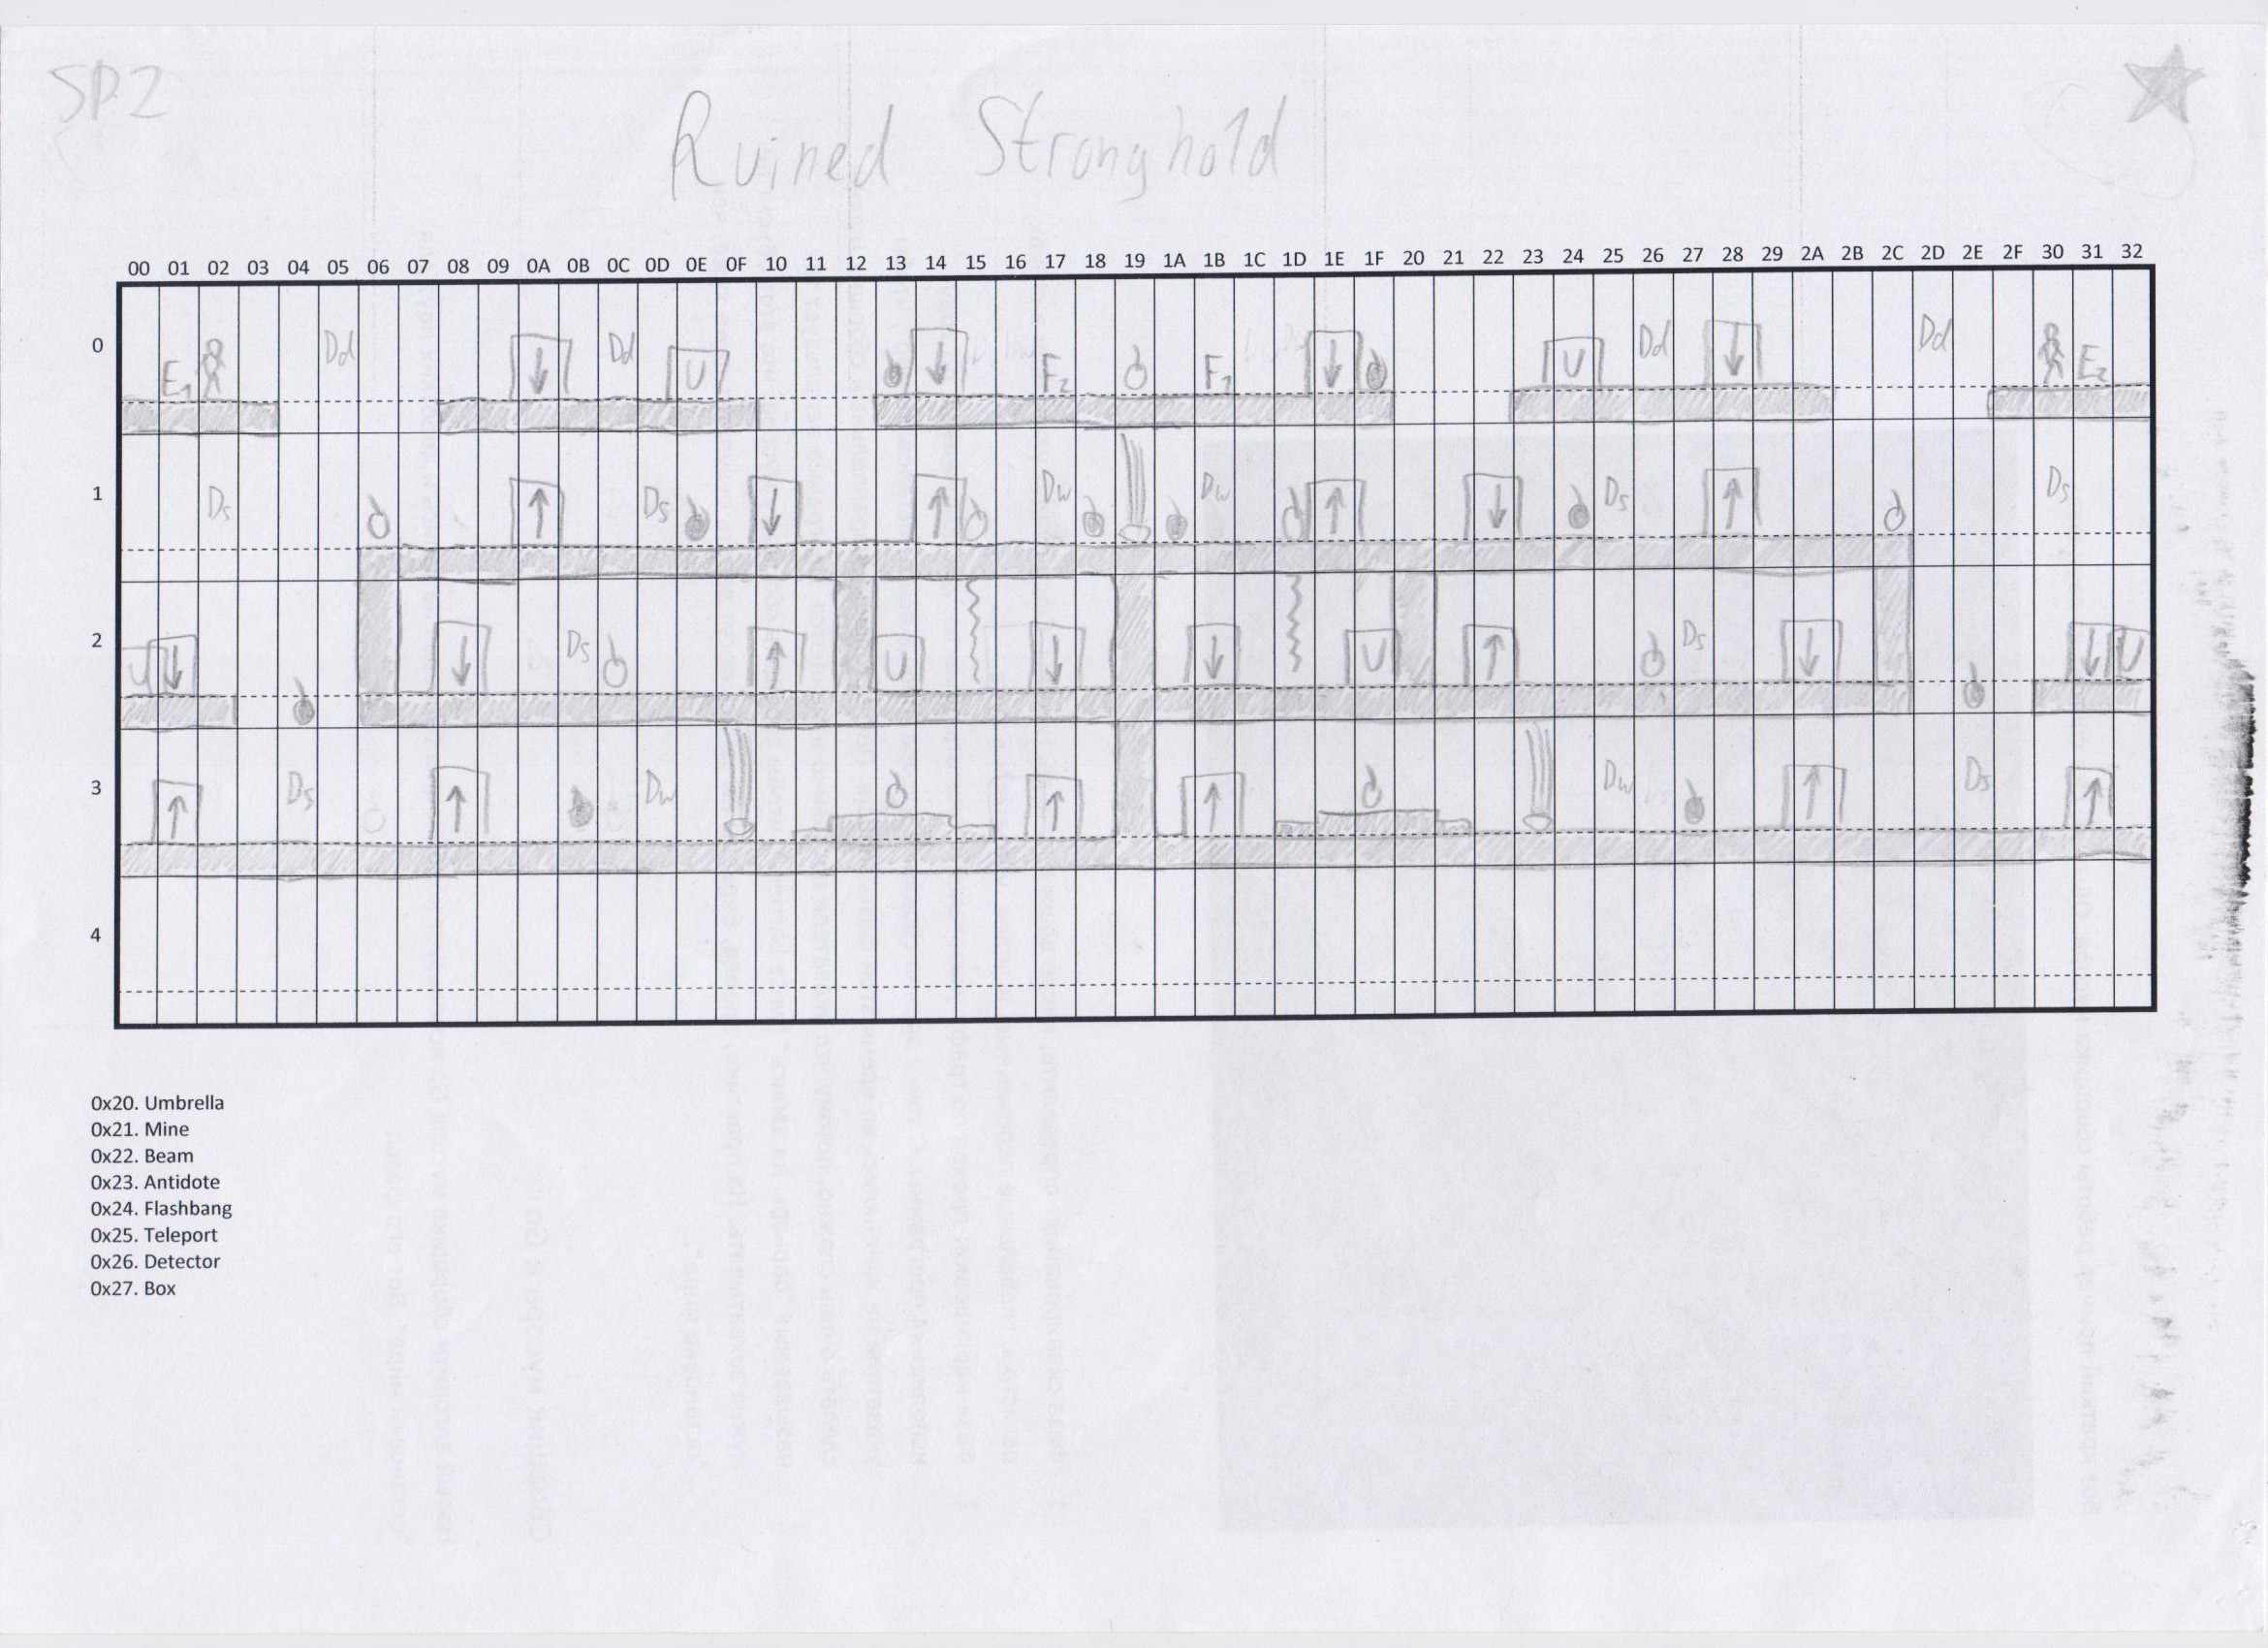 SP2
Ruined Stronghold
00 01 02 03 04 05 06 07 08 09 0A 0B 0C 0D 0E 0F 10 11 12 13 14 15 16 17 18 19 1A 1B 1C 1D 1E 1F 20 21 22 23 24 25 26 27 28 29 2A 2B 2C 2D 2E 2F 30 31 32
0 E1 Dd ↓ Dd U ↓ F2 F1 ↓ U Dd ↓ Dd E2
1 Ds ↑ Ds ↓ ↑ Dw Dw ↑ ↓ Ds ↑ Ds
2 U ↓ ↓ Ds ↑ U ↓ ↓ U ↑ Ds ↓ ↓ U
3 ↑ Ds ↑ Dw ↑ ↑ Dw ↑ Ds ↑
4
0x20. Umbrella
0x21. Mine
0x22. Beam
0x23. Antidote
0x24. Flashbang
0x25. Teleport
0x26. Detector
0x27. Box